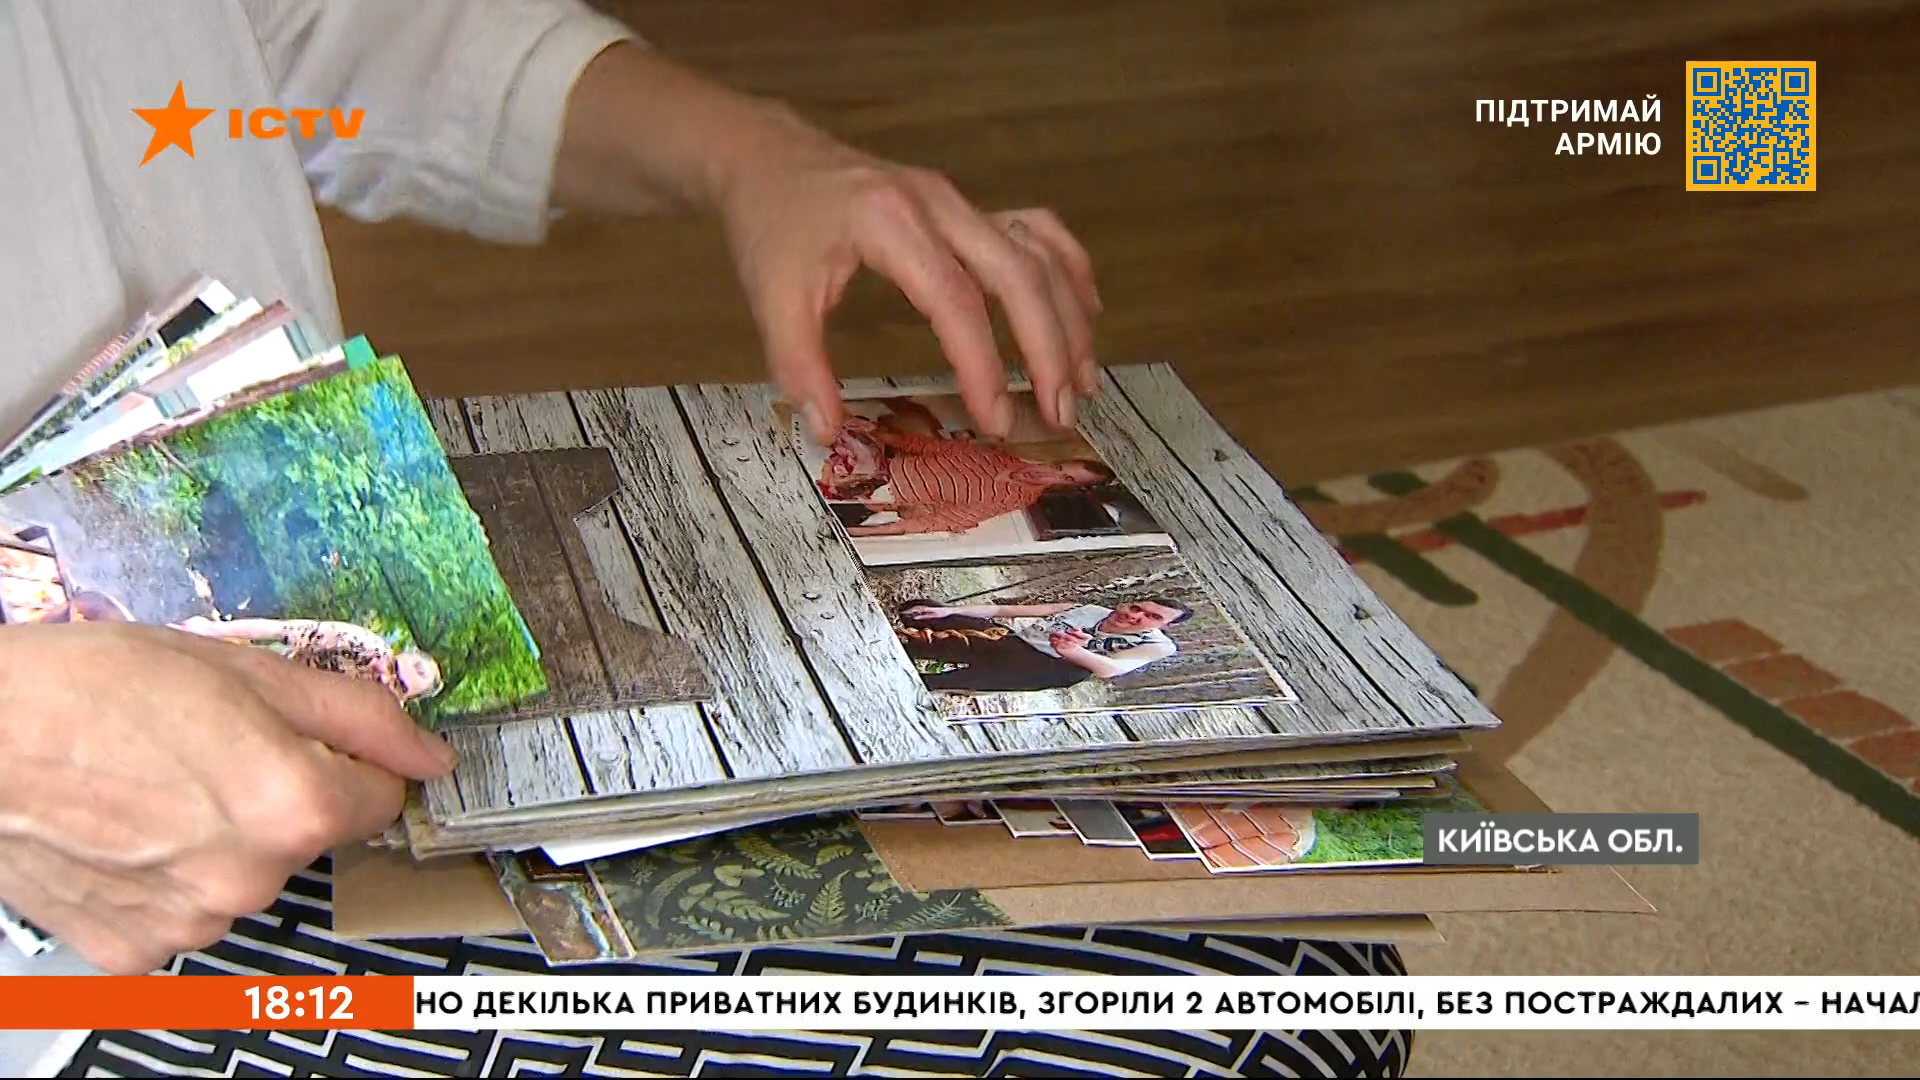 ICTV
ПІДТРИМАЙ
АРМІЮ
КИЇВСЬКА ОБЛ.
18:12
НО ДЕКІЛЬКА ПРИВАТНИХ БУДИНКІВ, ЗГОРІЛИ 2 АВТОМОБІЛІ, БЕЗ ПОСТРАЖДАЛИХ – НАЧАЛ